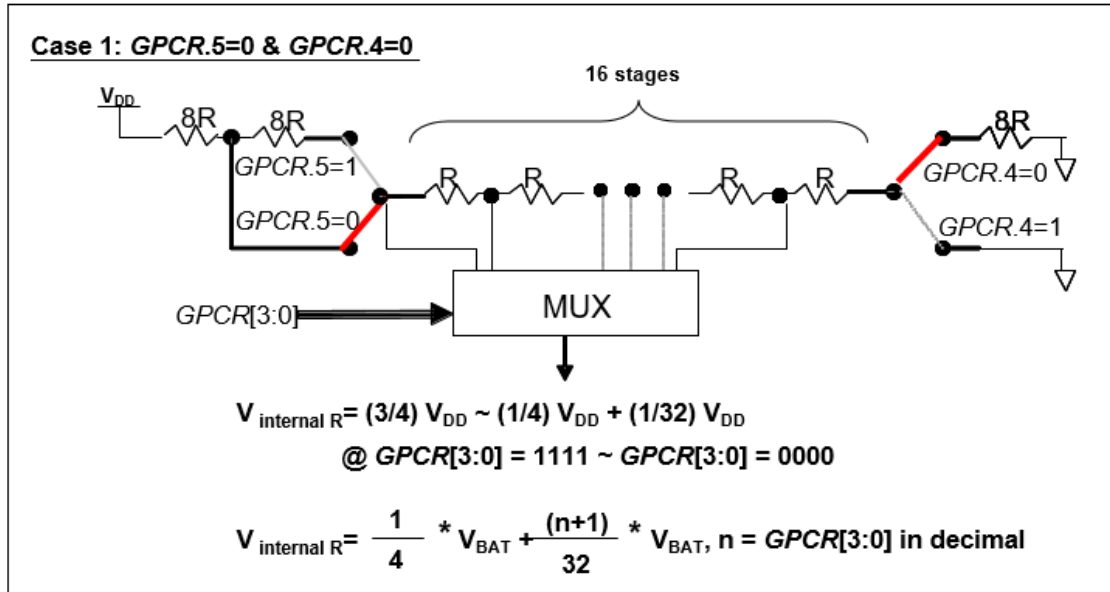 Case 1: GPCR.5=0 & GPCR.4=0
16 stages
VDD
8R
8R
8R
GPCR.5=1
R
R
R
R
GPCR.4=0
GPCR.5=0
GPCR.4=1
MUX
GPCR[3:0]
V internal R= (3/4) VDD ~ (1/4) VDD + (1/32) VDD
@ GPCR[3:0] = 1111 ~ GPCR[3:0] = 0000
V internal R= 1/4 * VBAT + (n+1)/32 * VBAT, n = GPCR[3:0] in decimal